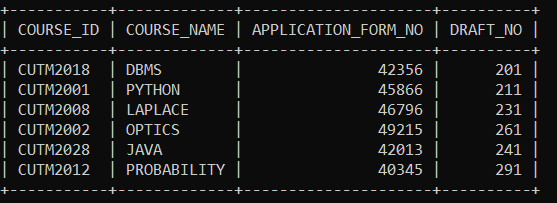 COURSE_ID | COURSE_NAME | APPLICATION_FORM_NO | DRAFT_NO
CUTM2018 | DBMS | 42356 | 201
CUTM2001 | PYTHON | 45866 | 211
CUTM2008 | LAPLACE | 46796 | 231
CUTM2002 | OPTICS | 49215 | 261
CUTM2028 | JAVA | 42013 | 241
CUTM2012 | PROBABILITY | 40345 | 291